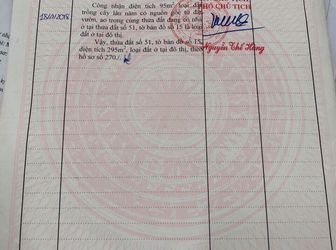 Công nhận diện tích 95m², loại đất
trồng cây lâu năm có nguồn gốc từ đất
vườn, ao trong cùng thửa đất đang có nhà
ở tại thửa đất số 51, tờ bản đồ số 15 là loại
đất ở tại đô thị.
Vậy, thửa đất số 51, tờ bản đồ số 15,
diện tích 295m², loại đất ở tại đô thị, theo
hồ sơ số 270./.
PHÓ CHỦ TỊCH
Nguyễn Thế Hùng